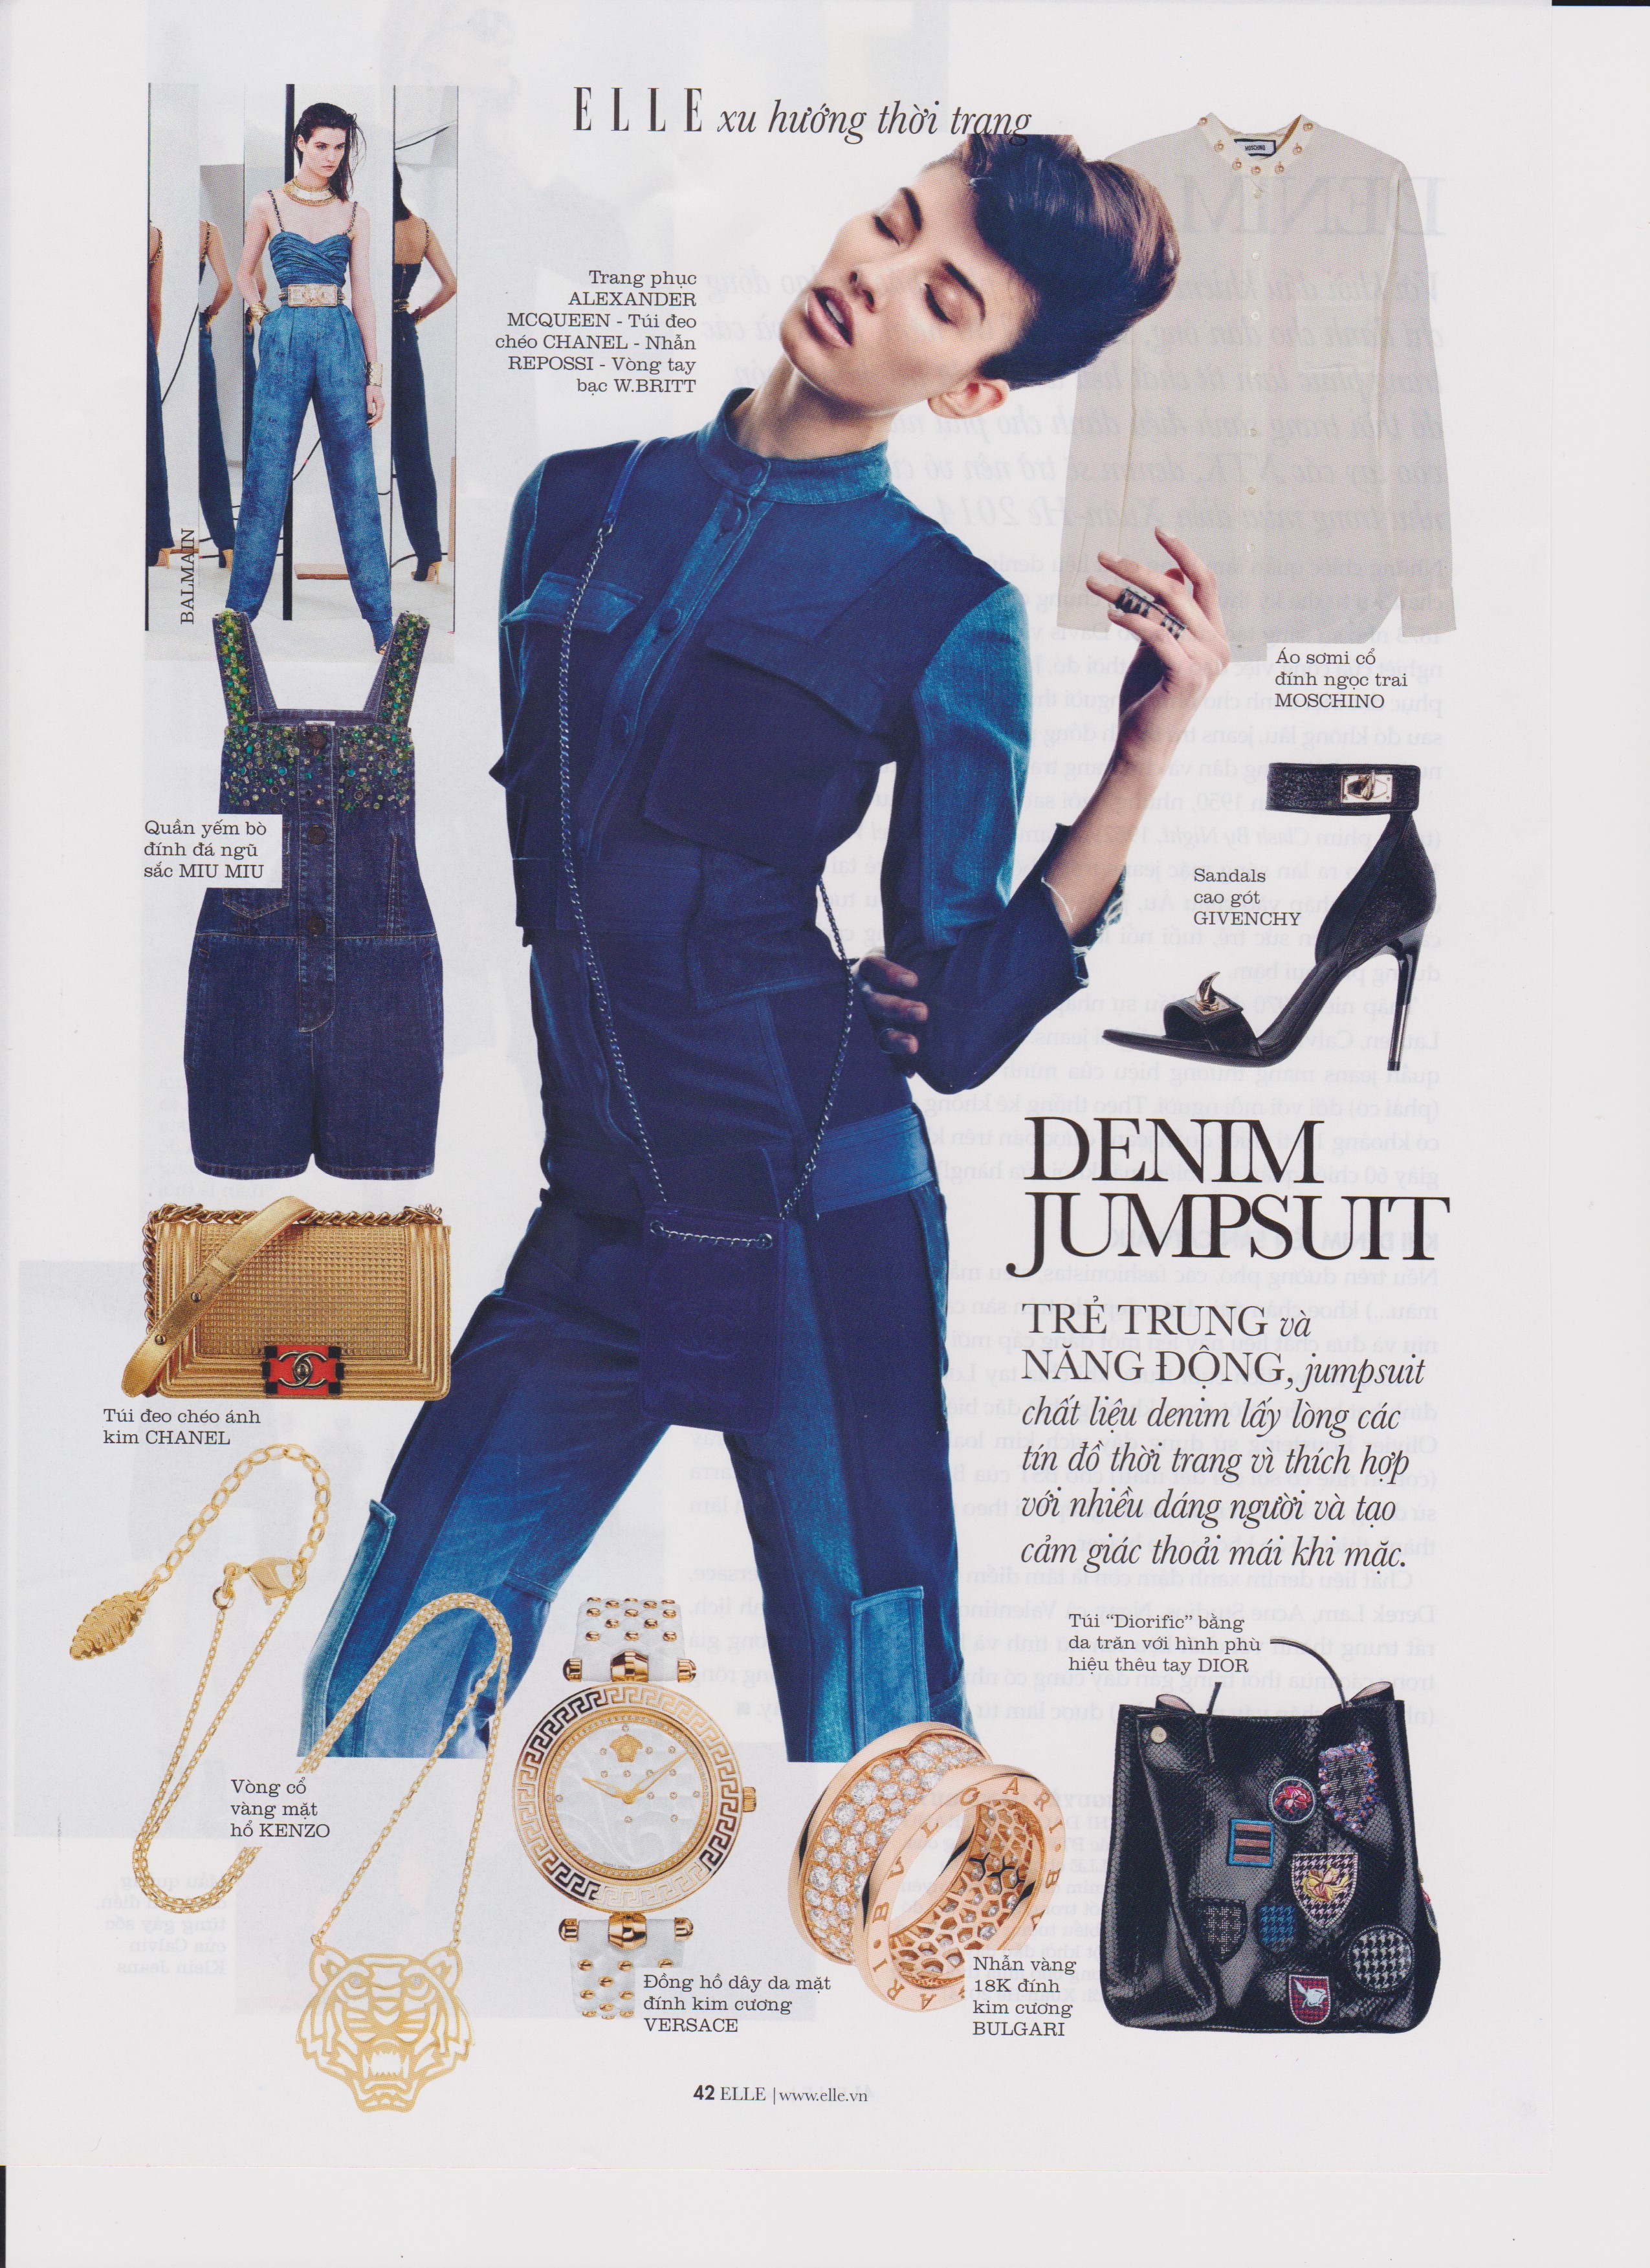 ELLE xu hướng thời trang
BALMAIN
Trang phục
ALEXANDER
MCQUEEN - Túi đeo
chéo CHANEL - Nhẫn
REPOSSI - Vòng tay
bạc W.BRITT
MOSCHINO
Áo sơmi cổ
đính ngọc trai
MOSCHINO
Quần yếm bò
đính đá ngũ
sắc MIU MIU
Sandals
cao gót
GIVENCHY
DENIM
JUMPSUIT
TRẺ TRUNG và
NĂNG ĐỘNG, jumpsuit
chất liệu denim lấy lòng các
tín đồ thời trang vì thích hợp
với nhiều dáng người và tạo
cảm giác thoải mái khi mặc.
Túi đeo chéo ánh
kim CHANEL
Túi “Diorific” bằng
da trăn với hình phù
hiệu thêu tay DIOR
Vòng cổ
vàng mặt
hổ KENZO
BVLGARI
Đồng hồ dây da mặt
đính kim cương
VERSACE
Nhẫn vàng
18K đính
kim cương
BULGARI
42 ELLE | www.elle.vn